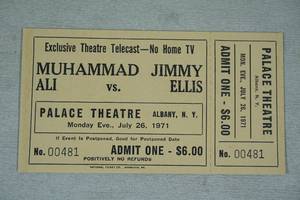 Exclusive Theatre Telecast—No Home TV
MUHAMMAD JIMMY
ALI vs. ELLIS
PALACE THEATRE ALBANY, N. Y.
Monday Eve., July 26, 1971
If Event Is Postponed, Good for Postponed Date
No. 00481 ADMIT ONE - $6.00
POSITIVELY NO REFUNDS
PALACE THEATRE
Albany, N. Y.
MON. EVE., JULY 26, 1971
ADMIT ONE - $6.00
No. 00481